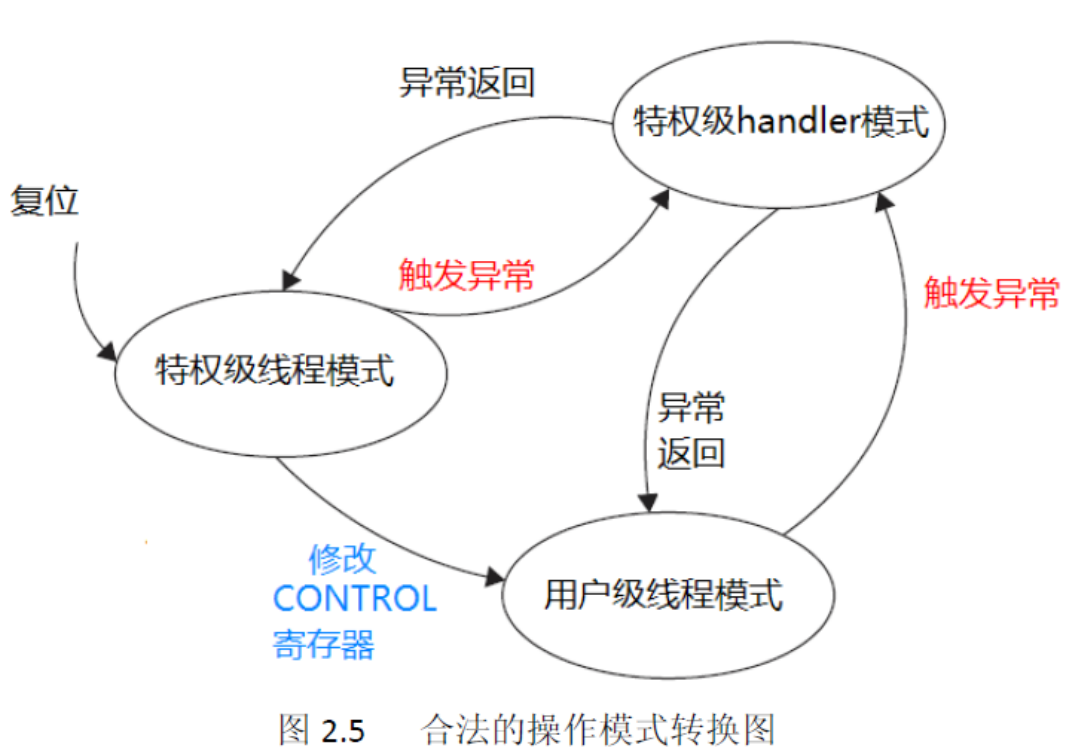 异常返回
特权级handler模式
复位
触发异常
触发异常
特权级线程模式
异常
返回
修改
CONTROL
寄存器
用户级线程模式
图 2.5 合法的操作模式转换图